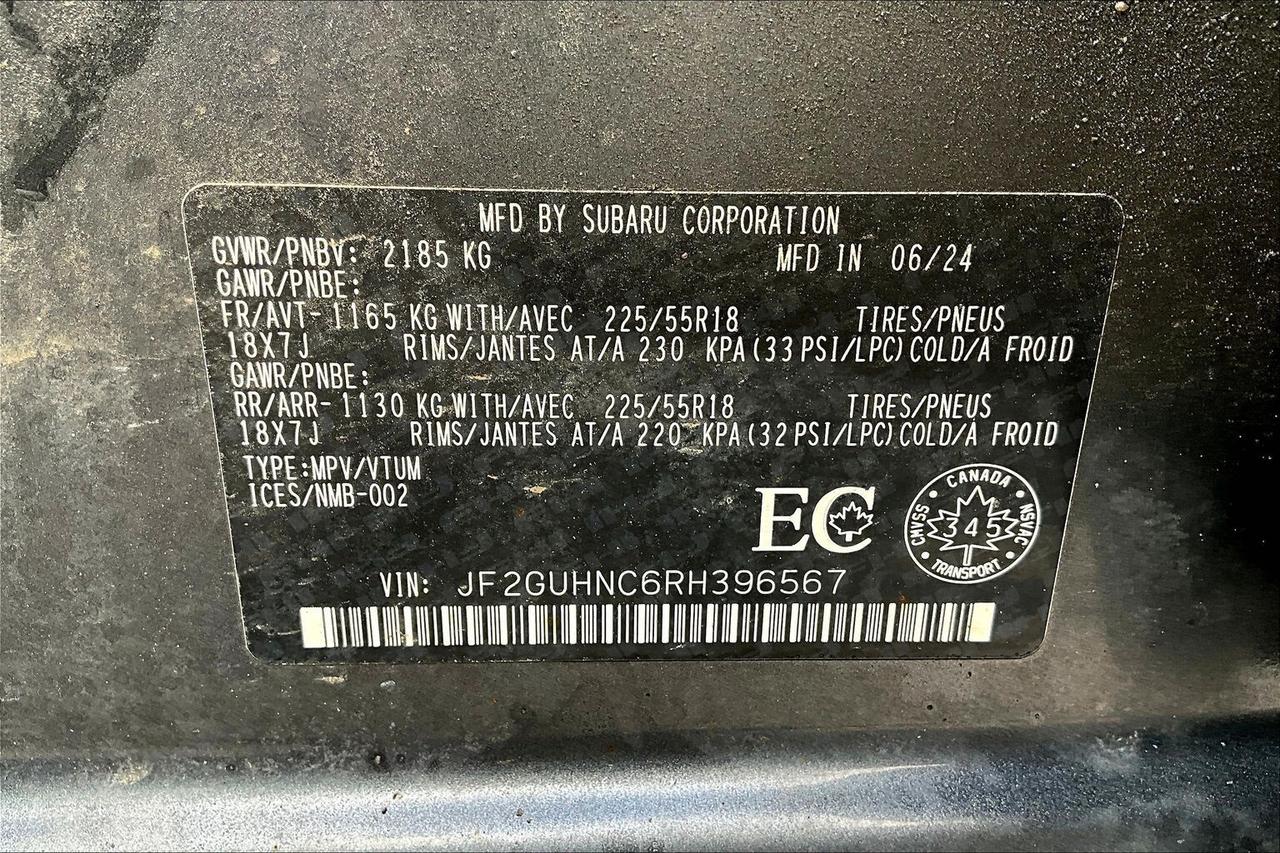 MFD BY SUBARU CORPORATION
GVWR/PNBV: 2185 KG MFD IN 06/24
GAWR/PNBE:
FR/AVT-1165 KG WITH/AVEC 225/55R18 TIRES/PNEUS
18X7J RIMS/JANTES AT/A 230 KPA(33 PSI/LPC) COLD/A FROID
GAWR/PNBE:
RR/ARR-1130 KG WITH/AVEC 225/55R18 TIRES/PNEUS
18X7J RIMS/JANTES AT/A 220 KPA(32 PSI/LPC) COLD/A FROID
TYPE:MPV/VTUM
ICES/NMB-002
EC
CANADA
CMVSS 345 NSVAC
TRANSPORT
VIN: JF2GUHNC6RH396567